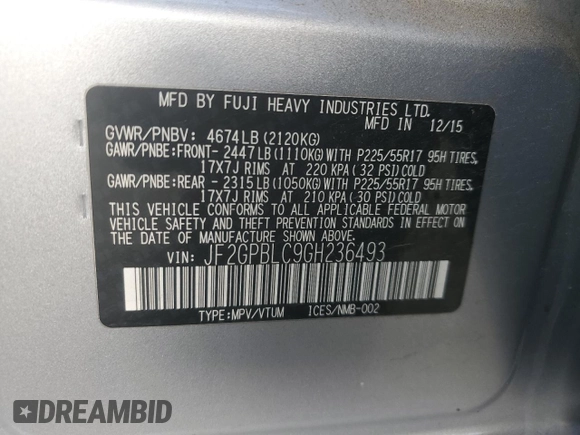 MFD BY FUJI HEAVY INDUSTRIES LTD.
MFD IN 12/15
GVWR/PNBV: 4674LB(2120KG)
GAWR/PNBE:FRONT- 2447LB(1110KG)WITH P225/55R17 95H TIRES,
17X7J RIMS AT 220 KPA( 32 PSI) COLD
GAWR/PNBE:REAR - 2315LB(1050KG)WITH P225/55R17 95H TIRES,
17X7J RIMS AT 210 KPA( 30 PSI) COLD
THIS VEHICLE CONFORMS TO ALL APPLICABLE FEDERAL MOTOR
VEHICLE SAFETY AND THEFT PREVENTION STANDARDS IN
EFFECT ON THE DATE OF MANUFACTURE SHOWN ABOVE.
VIN: JF2GPBLC9GH236493
TYPE:MPV/VTUM ICES/NMB-002
DREAMBID